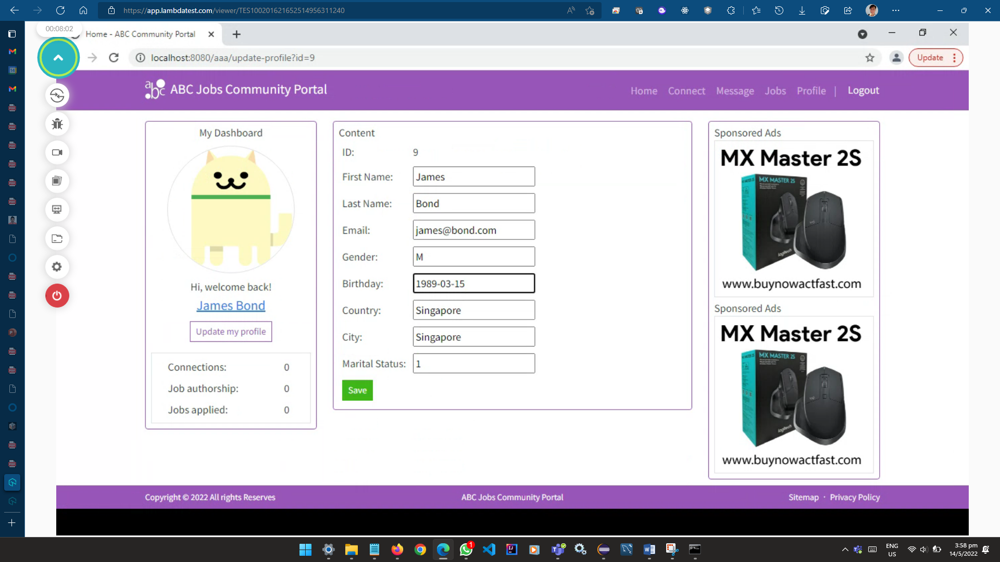 https://app.lambdatest.com/viewer/TES100201621652514956311240
00:08:02
Home - ABC Community Portal
localhost:8080/aaa/update-profile?id=9
Update
abc ABC Jobs Community Portal
Home Connect Message Jobs Profile | Logout
My Dashboard
Hi, welcome back!
James Bond
Update my profile
Connections: 0
Job authorship: 0
Jobs applied: 0
Content
ID: 9
First Name: James
Last Name: Bond
Email: james@bond.com
Gender: M
Birthday: 1989-03-15
Country: Singapore
City: Singapore
Marital Status: 1
Save
Sponsored Ads
MX Master 2S
MX MASTER 2S
logitech
www.buynowactfast.com
Sponsored Ads
MX Master 2S
MX MASTER 2S
logitech
www.buynowactfast.com
Copyright © 2022 All rights Reserves
ABC Jobs Community Portal
Sitemap · Privacy Policy
1
ENG
US
3:58 pm
14/5/2022